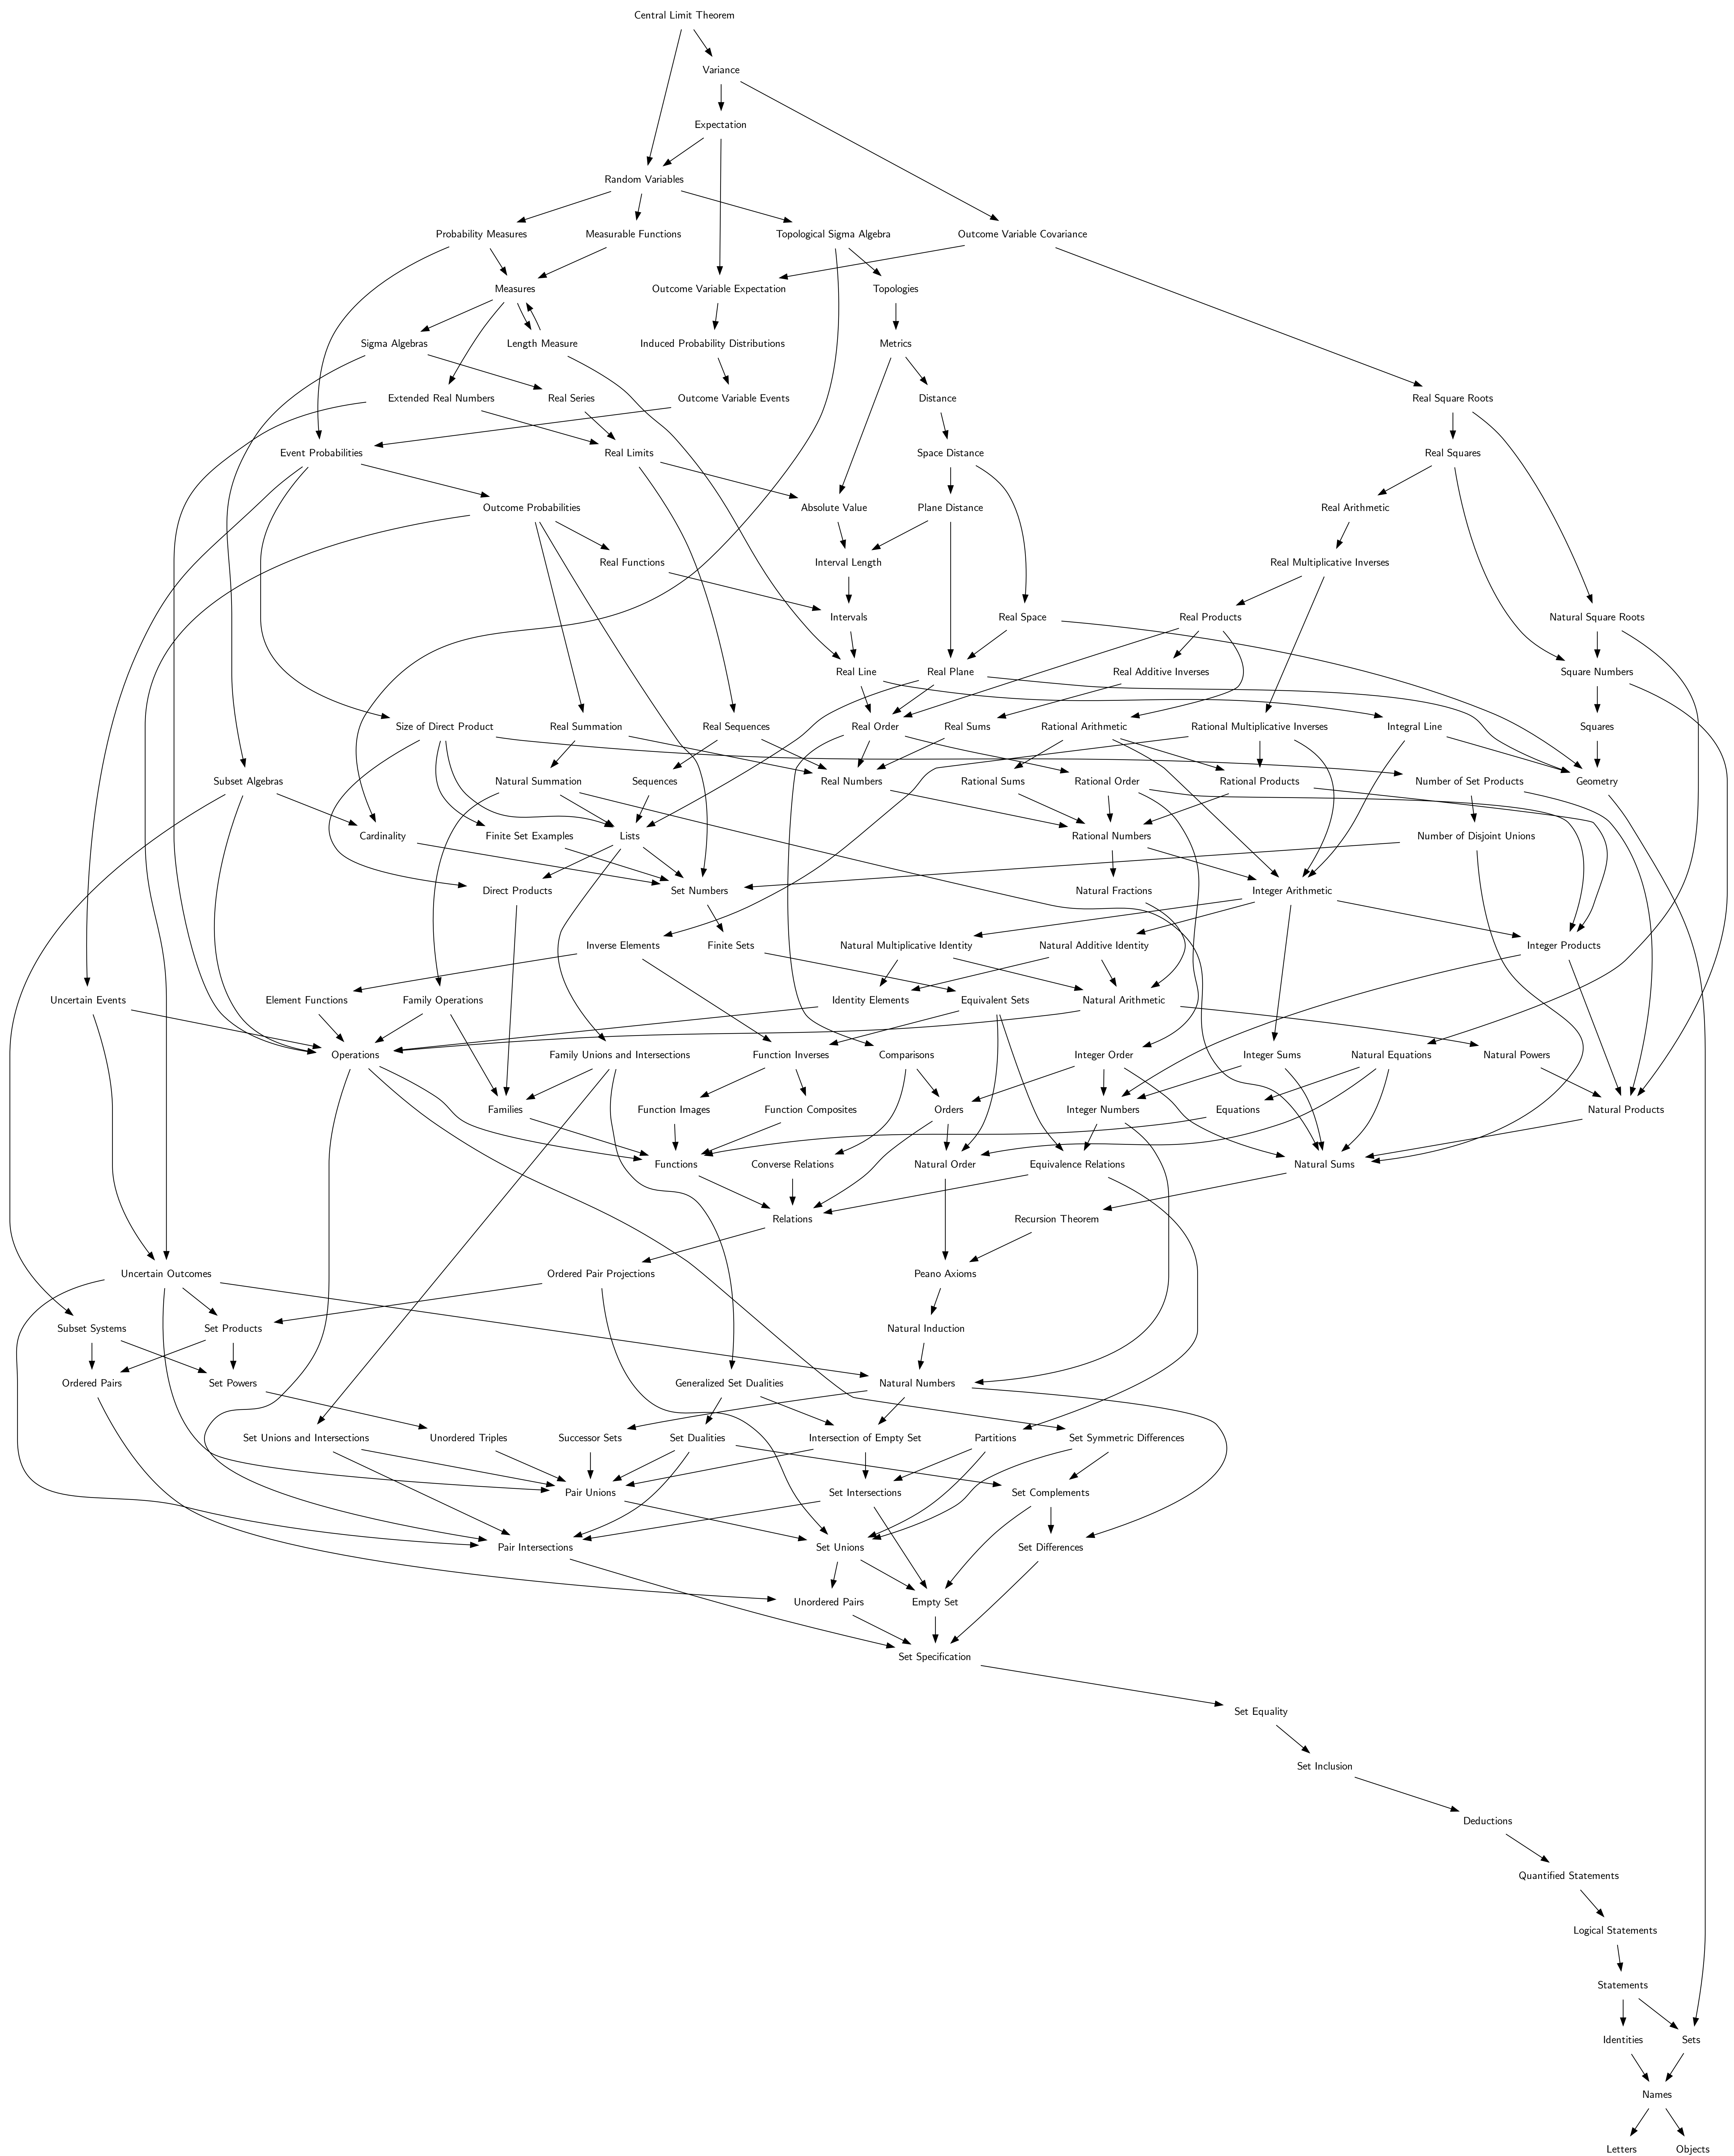 Central Limit Theorem
Variance
Expectation
Random Variables
Probability Measures
Measurable Functions
Topological Sigma Algebra
Outcome Variable Covariance
Measures
Outcome Variable Expectation
Topologies
Sigma Algebras
Length Measure
Induced Probability Distributions
Metrics
Extended Real Numbers
Real Series
Outcome Variable Events
Distance
Real Square Roots
Event Probabilities
Real Limits
Space Distance
Real Squares
Outcome Probabilities
Absolute Value
Plane Distance
Real Arithmetic
Real Functions
Interval Length
Real Multiplicative Inverses
Intervals
Real Space
Real Products
Natural Square Roots
Real Line
Real Plane
Real Additive Inverses
Square Numbers
Size of Direct Product
Real Summation
Real Sequences
Real Order
Real Sums
Rational Arithmetic
Rational Multiplicative Inverses
Integral Line
Squares
Subset Algebras
Natural Summation
Sequences
Real Numbers
Rational Sums
Rational Order
Rational Products
Number of Set Products
Geometry
Cardinality
Finite Set Examples
Lists
Rational Numbers
Number of Disjoint Unions
Direct Products
Set Numbers
Natural Fractions
Integer Arithmetic
Inverse Elements
Finite Sets
Natural Multiplicative Identity
Natural Additive Identity
Integer Products
Uncertain Events
Element Functions
Family Operations
Identity Elements
Equivalent Sets
Natural Arithmetic
Operations
Family Unions and Intersections
Function Inverses
Comparisons
Integer Order
Integer Sums
Natural Equations
Natural Powers
Families
Function Images
Function Composites
Orders
Integer Numbers
Equations
Natural Products
Functions
Converse Relations
Natural Order
Equivalence Relations
Natural Sums
Relations
Recursion Theorem
Uncertain Outcomes
Ordered Pair Projections
Peano Axioms
Subset Systems
Set Products
Natural Induction
Ordered Pairs
Set Powers
Generalized Set Dualities
Natural Numbers
Set Unions and Intersections
Unordered Triples
Successor Sets
Set Dualities
Intersection of Empty Set
Partitions
Set Symmetric Differences
Pair Unions
Set Intersections
Set Complements
Pair Intersections
Set Unions
Set Differences
Unordered Pairs
Empty Set
Set Specification
Set Equality
Set Inclusion
Deductions
Quantified Statements
Logical Statements
Statements
Identities
Sets
Names
Letters
Objects